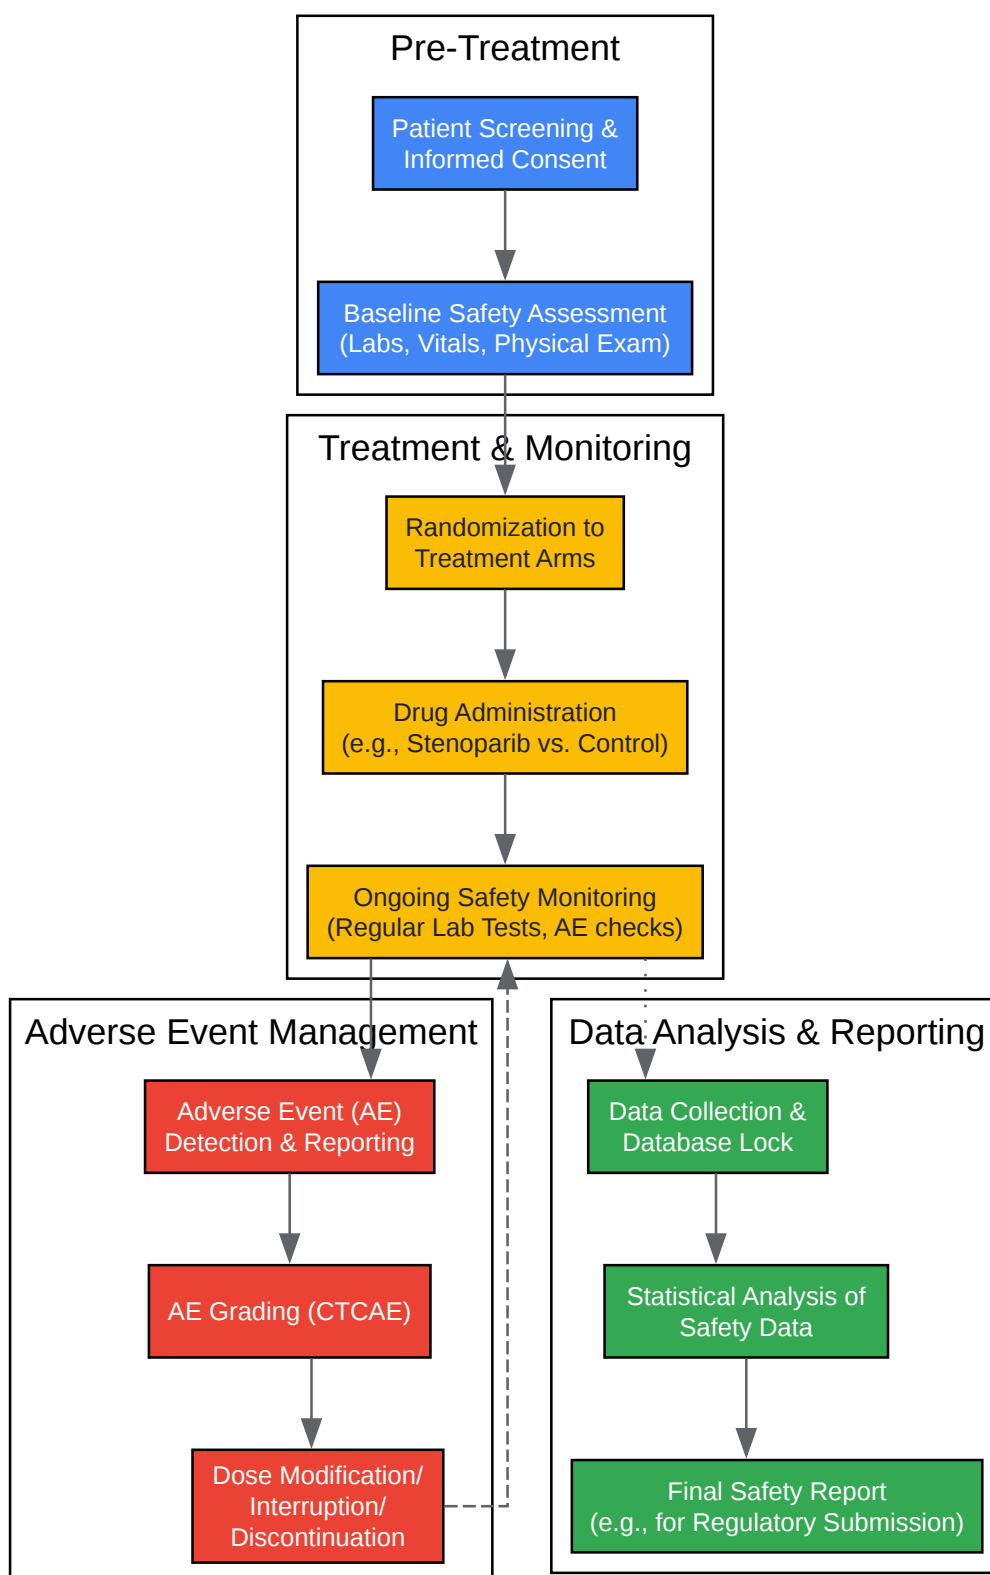 Pre-Treatment
Patient Screening &
Informed Consent
Baseline Safety Assessment
(Labs, Vitals, Physical Exam)
Treatment & Monitoring
Randomization to
Treatment Arms
Drug Administration
(e.g., Stenoparib vs. Control)
Ongoing Safety Monitoring
(Regular Lab Tests, AE checks)
Adverse Event Management
Adverse Event (AE)
Detection & Reporting
AE Grading (CTCAE)
Dose Modification/
Interruption/
Discontinuation
Data Analysis & Reporting
Data Collection &
Database Lock
Statistical Analysis of
Safety Data
Final Safety Report
(e.g., for Regulatory Submission)